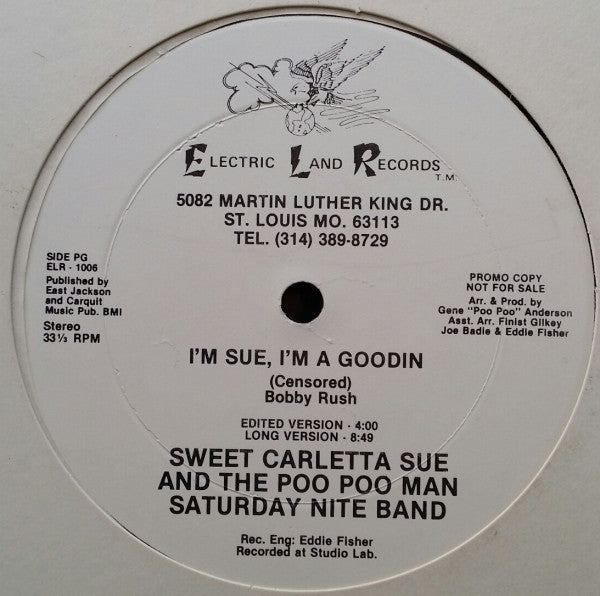 ELECTRIC LAND RECORDS
T.M.
5082 MARTIN LUTHER KING DR.
ST. LOUIS MO. 63113
TEL. (314) 389-8729
SIDE PG
ELR - 1006
Published by
East Jackson
and Carquit
Music Pub. BMI
Stereo
33⅓ RPM
PROMO COPY
NOT FOR SALE
Arr. & Prod. by
Gene "Poo Poo" Anderson
Asst. Arr. Finist Gilkey
Joe Badie & Eddie Fisher
I'M SUE, I'M A GOODIN
(Censored)
Bobby Rush
EDITED VERSION - 4:00
LONG VERSION - 8:49
SWEET CARLETTA SUE
AND THE POO POO MAN
SATURDAY NITE BAND
Rec. Eng: Eddie Fisher
Recorded at Studio Lab.